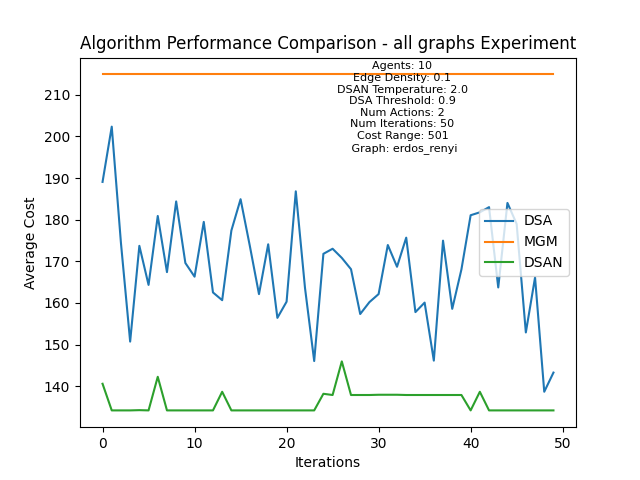 Algorithm Performance Comparison - all graphs Experiment
Agents: 10
Edge Density: 0.1
DSAN Temperature: 2.0
DSA Threshold: 0.9
Num Actions: 2
Num Iterations: 50
Cost Range: 501
Graph: erdos_renyi
210
200
190
180
170
160
150
140
Average Cost
DSA
MGM
DSAN
0 10 20 30 40 50
Iterations